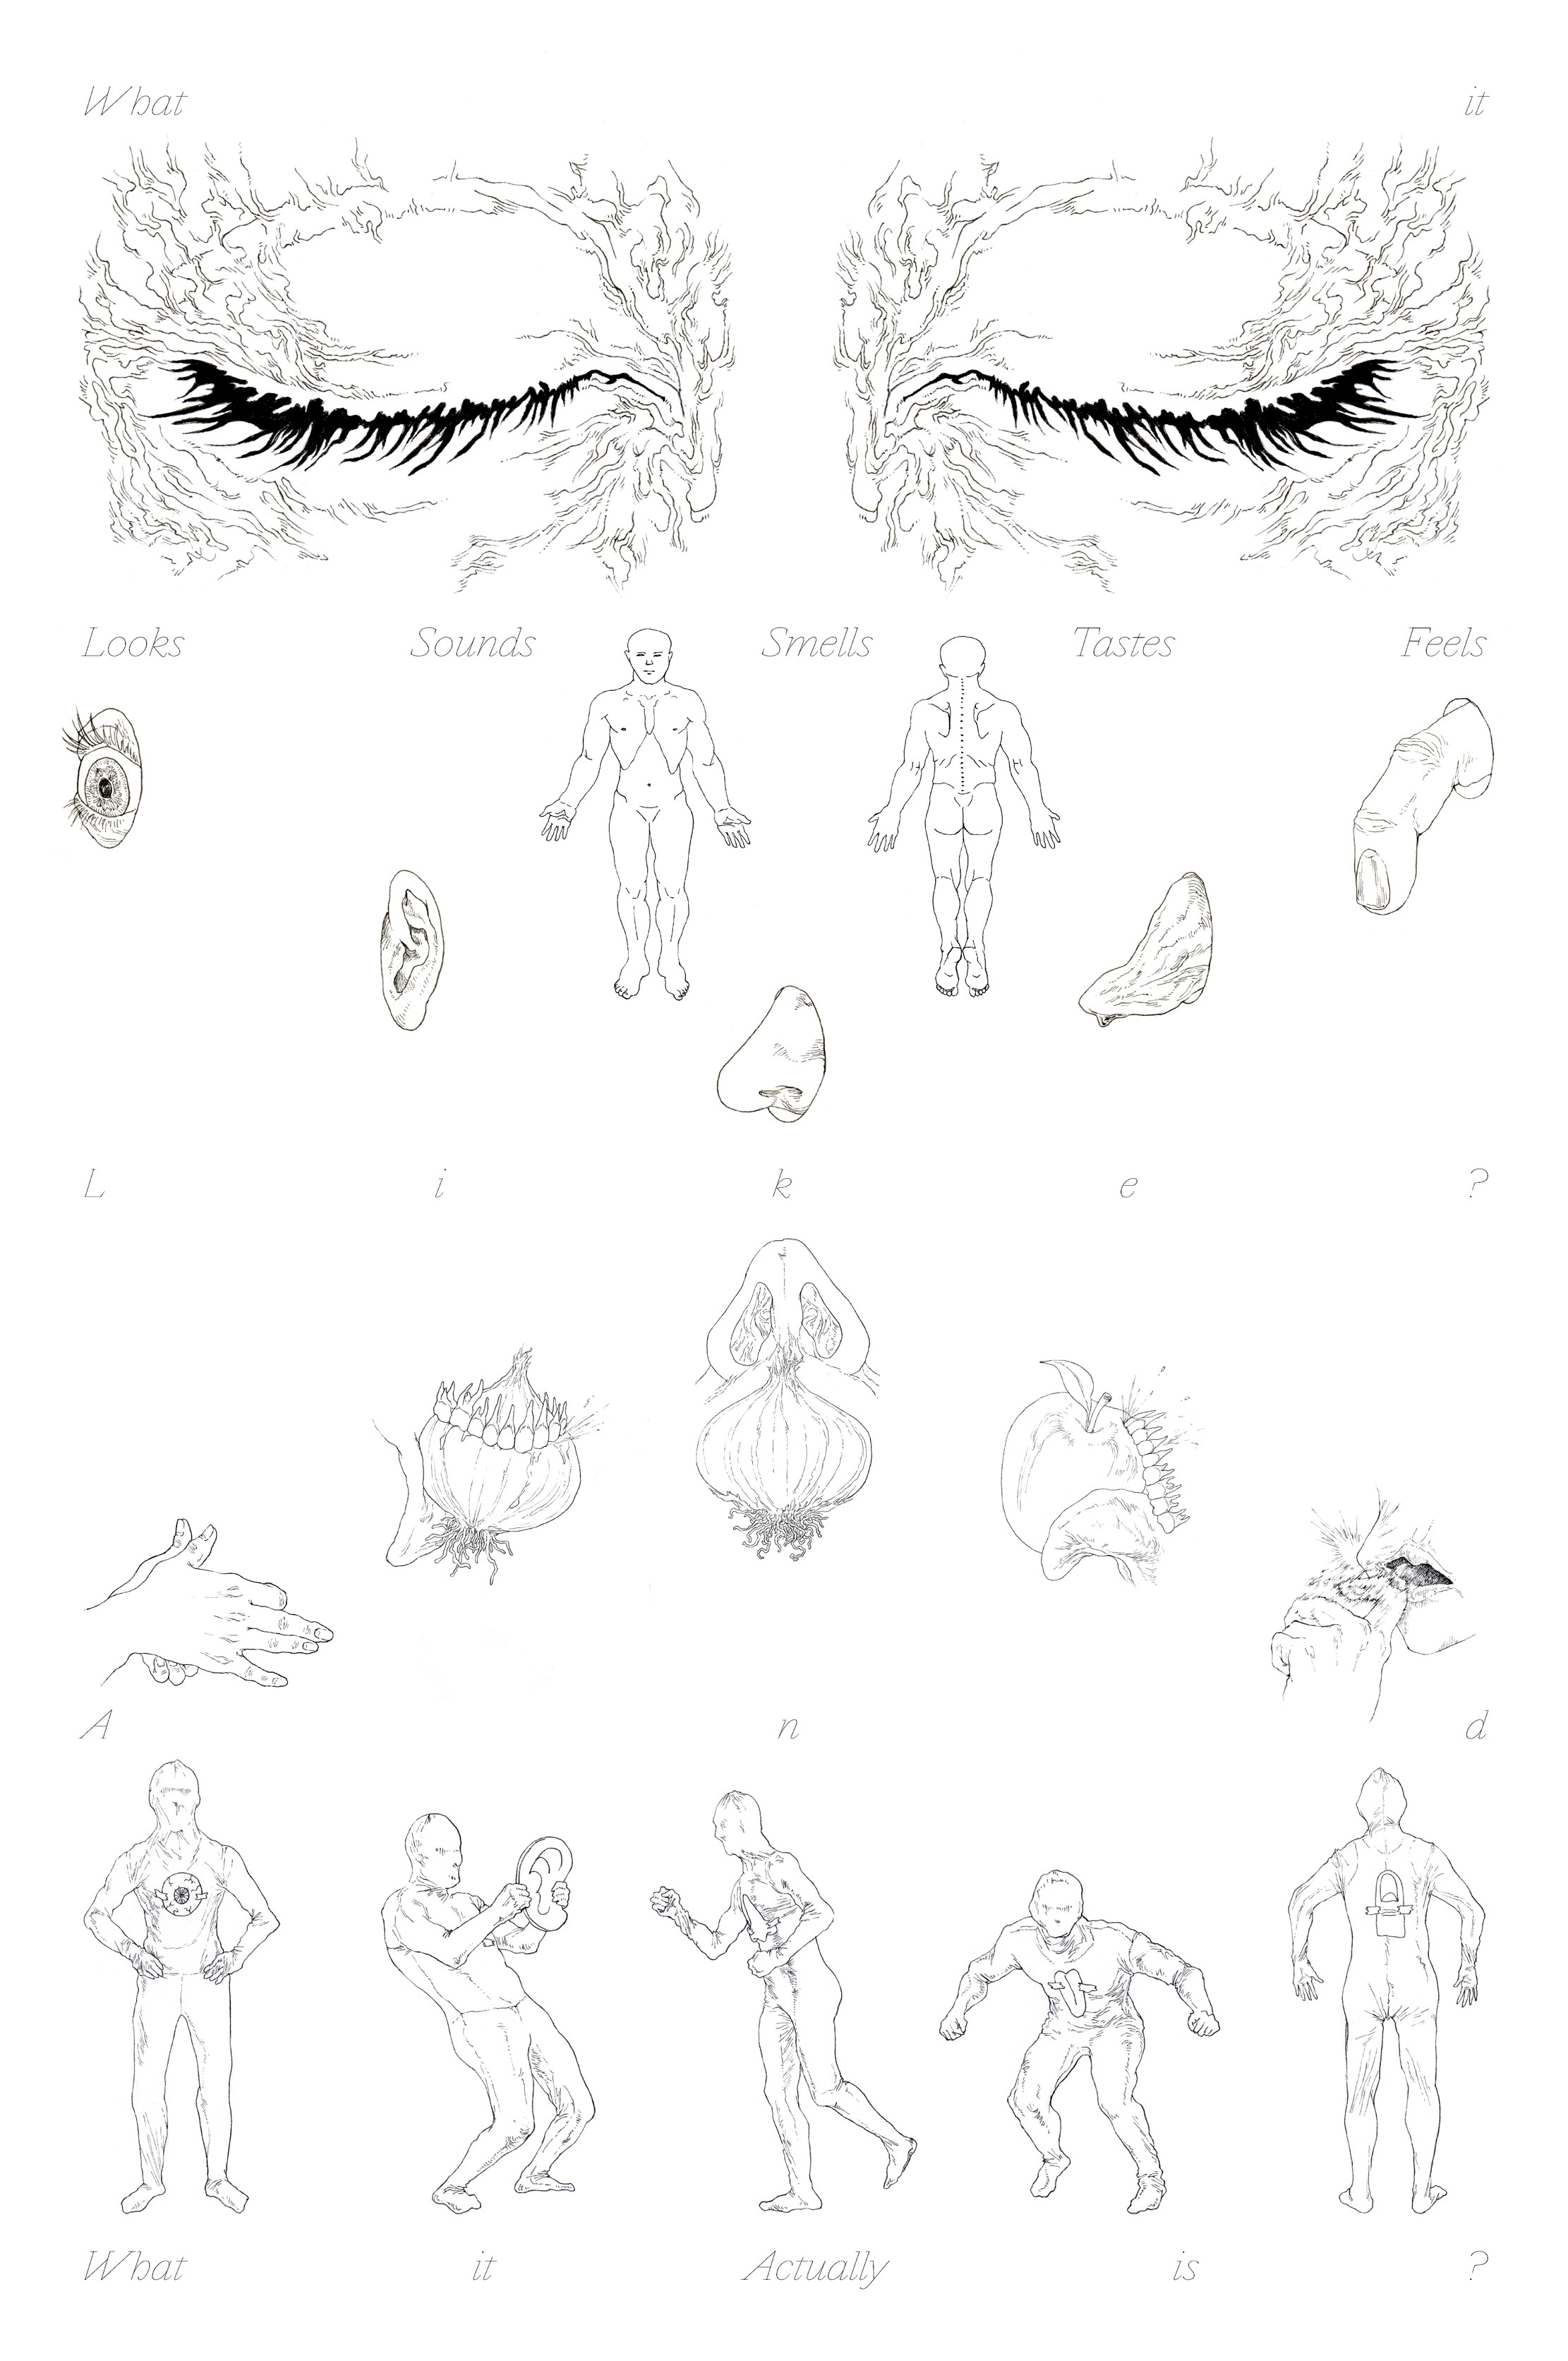 What it
Looks Sounds Smells Tastes Feels
L i k e ?
A n d
What it Actually is ?